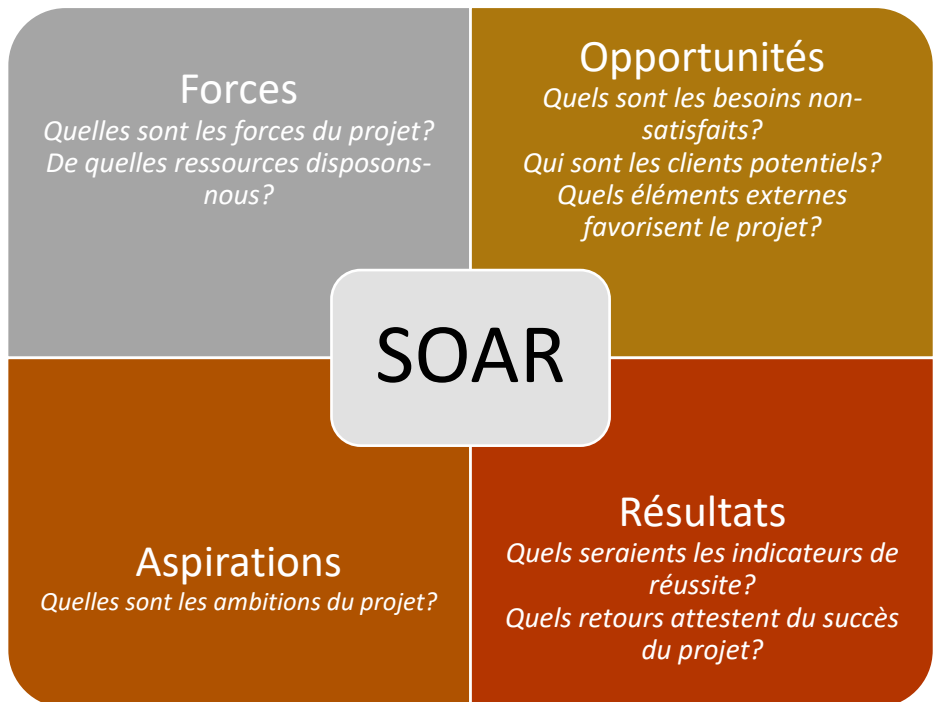 Forces
Quelles sont les forces du projet?
De quelles ressources disposons-
nous?
Opportunités
Quels sont les besoins non-
satisfaits?
Qui sont les clients potentiels?
Quels éléments externes
favorisent le projet?
SOAR
Aspirations
Quelles sont les ambitions du projet?
Résultats
Quels seraients les indicateurs de
réussite?
Quels retours attestent du succès
du projet?